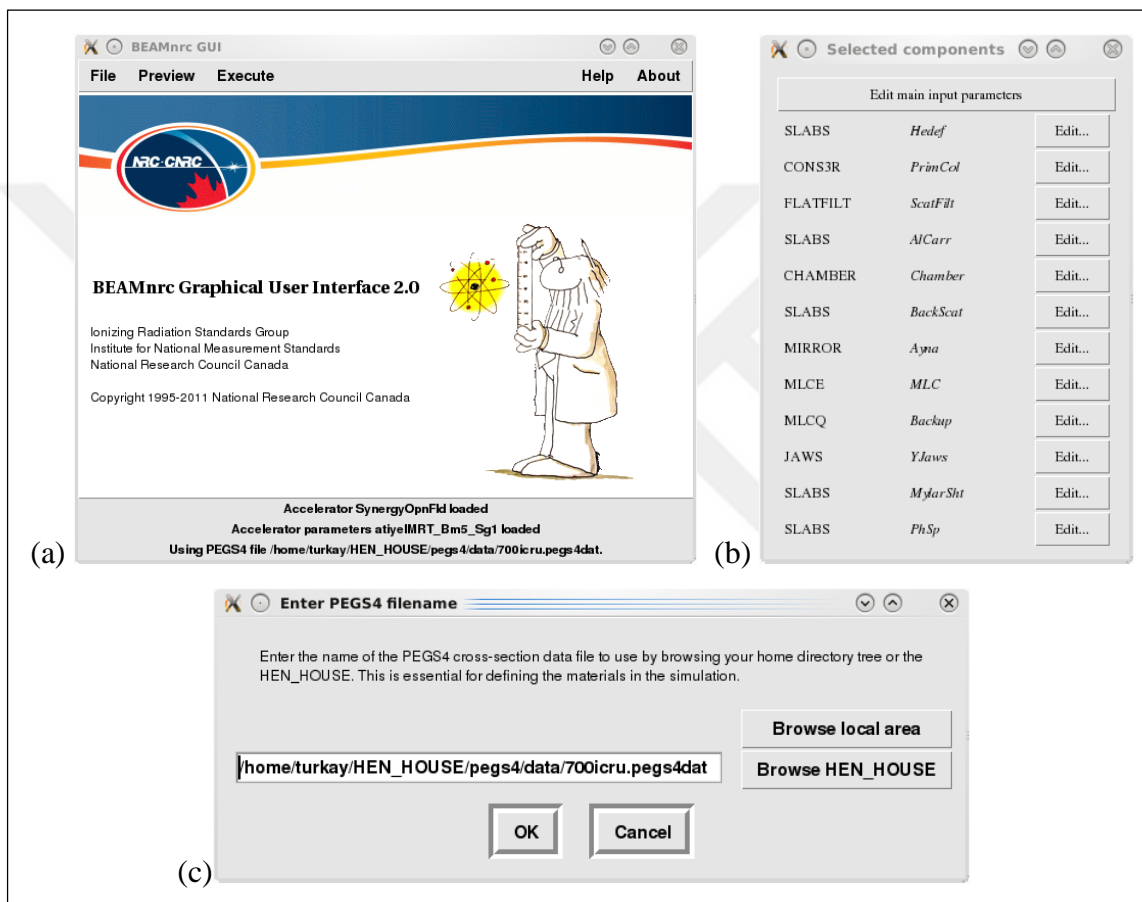 BEAMnrc GUI
File Preview Execute Help About
NRC·CNRC
BEAMnrc Graphical User Interface 2.0
Ionizing Radiation Standards Group
Institute for National Measurement Standards
National Research Council Canada
Copyright 1995-2011 National Research Council Canada
Accelerator SynergyOpnFld loaded
Accelerator parameters atiyeIMRT_Bm5_Sg1 loaded
Using PEGS4 file /home/turkay/HEN_HOUSE/pegs4/data/700icru.pegs4dat.
(a)
Selected components
Edit main input parameters
SLABS Hedef Edit...
CONS3R PrimCol Edit...
FLATFILT ScatFilt Edit...
SLABS AlCarr Edit...
CHAMBER Chamber Edit...
SLABS BackScat Edit...
MIRROR Ayna Edit...
MLCE MLC Edit...
MLCQ Backup Edit...
JAWS YJaws Edit...
SLABS MylarSht Edit...
SLABS PhSp Edit...
(b)
Enter PEGS4 filename
Enter the name of the PEGS4 cross-section data file to use by browsing your home directory tree or the
HEN_HOUSE. This is essential for defining the materials in the simulation.
Browse local area
/home/turkay/HEN_HOUSE/pegs4/data/700icru.pegs4dat Browse HEN_HOUSE
OK Cancel
(c)